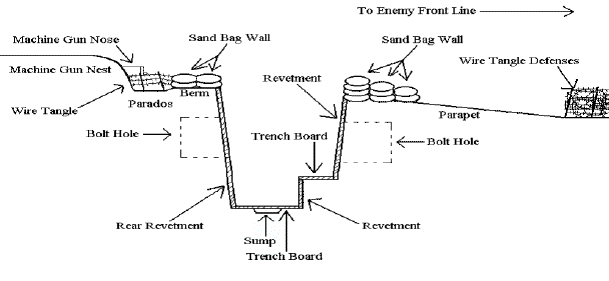 To Enemy Front Line
Machine Gun Nose
Sand Bag Wall
Sand Bag Wall
Machine Gun Nest
Revetment
Wire Tangle Defenses
Berm
Wire Tangle
Parados
Parapet
Bolt Hole
Trench Board
Bolt Hole
Rear Revetment
Revetment
Sump
Trench Board